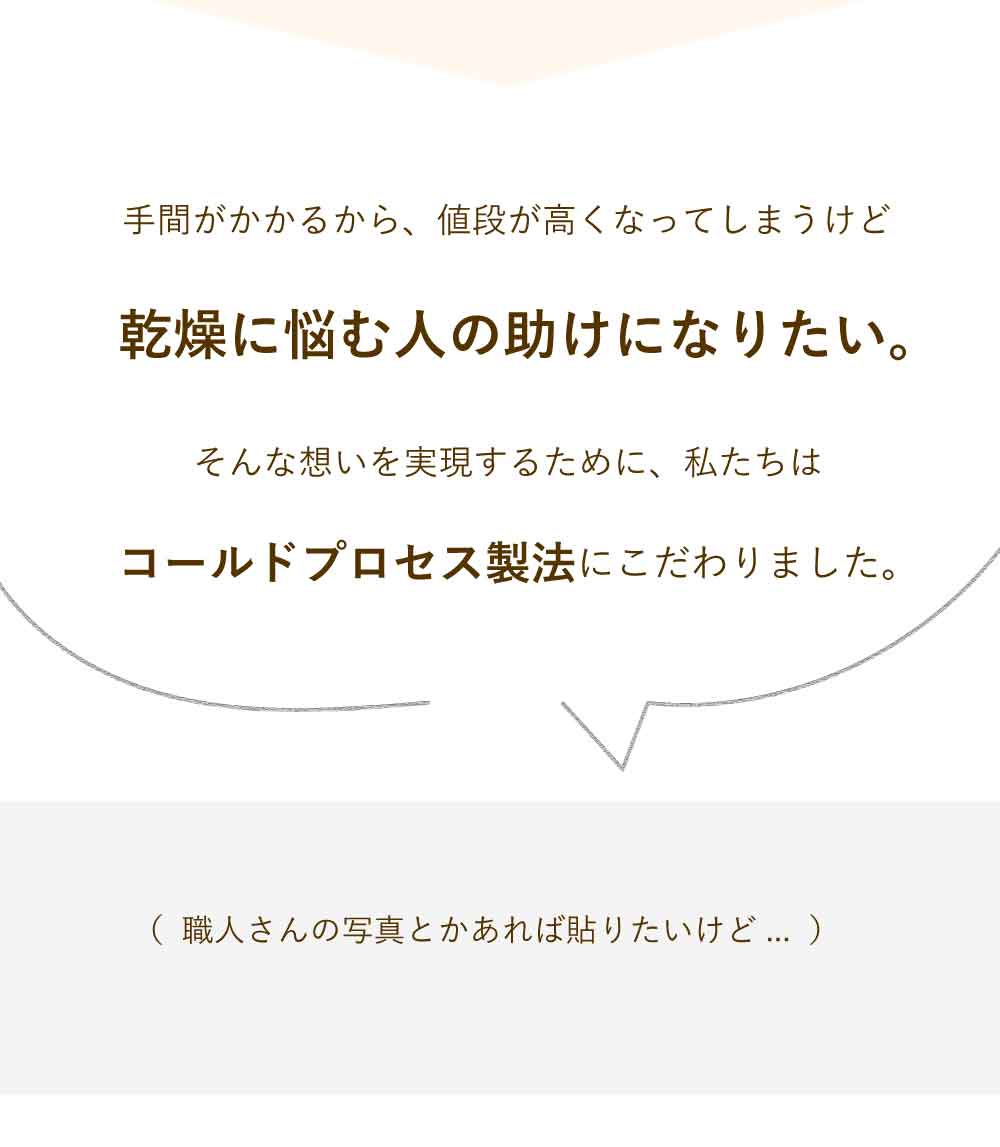 手間がかかるから、値段が高くなってしまうけど
乾燥に悩む人の助けになりたい。
そんな想いを実現するために、私たちは
コールドプロセス製法にこだわりました。
( 職人さんの写真とかあれば貼りたいけど ... )